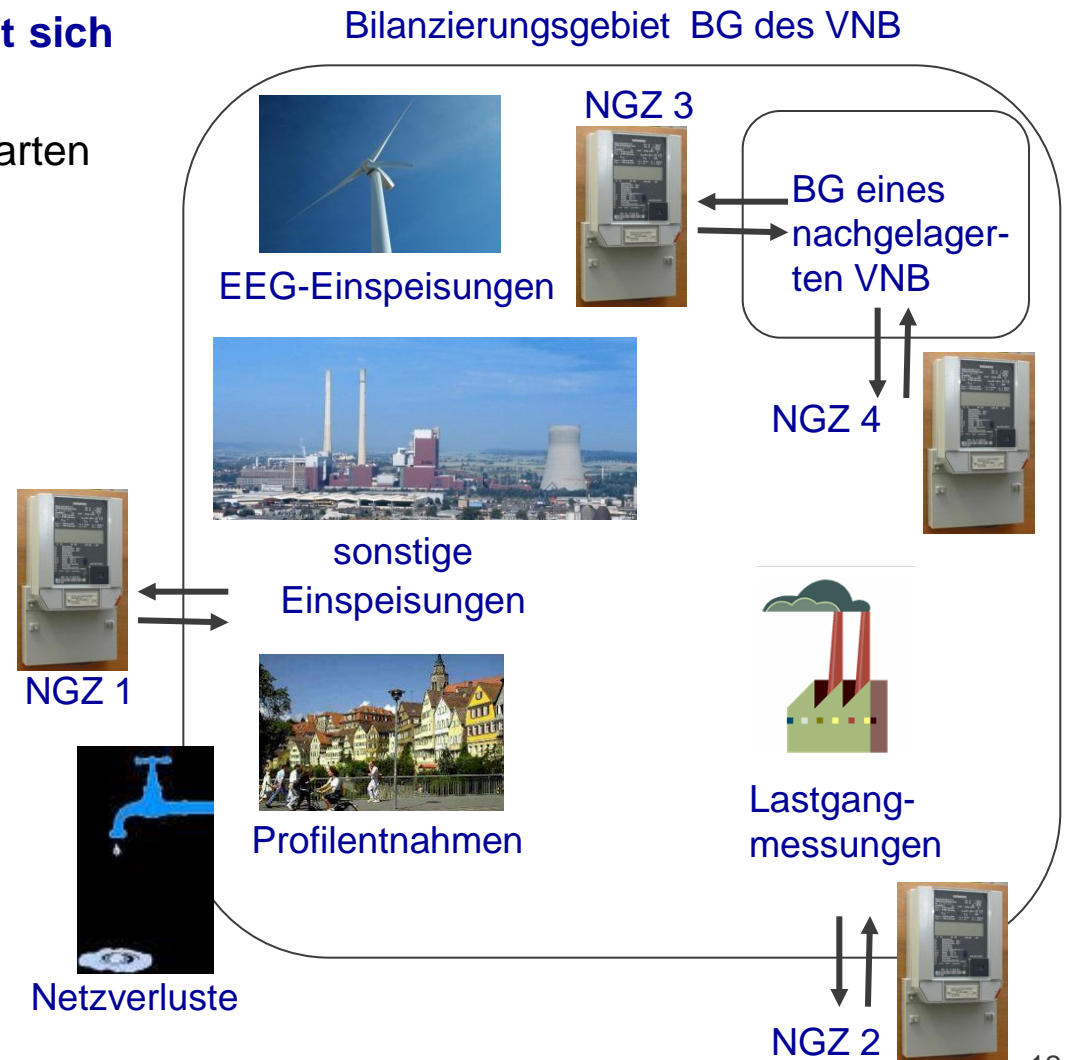 t sich
Bilanzierungsgebiet BG des VNB
arten
NGZ 3
BG eines
nachgelager-
ten VNB
EEG-Einspeisungen
NGZ 4
sonstige
Einspeisungen
NGZ 1
Profilentnahmen
Lastgang-
messungen
Netzverluste
NGZ 2